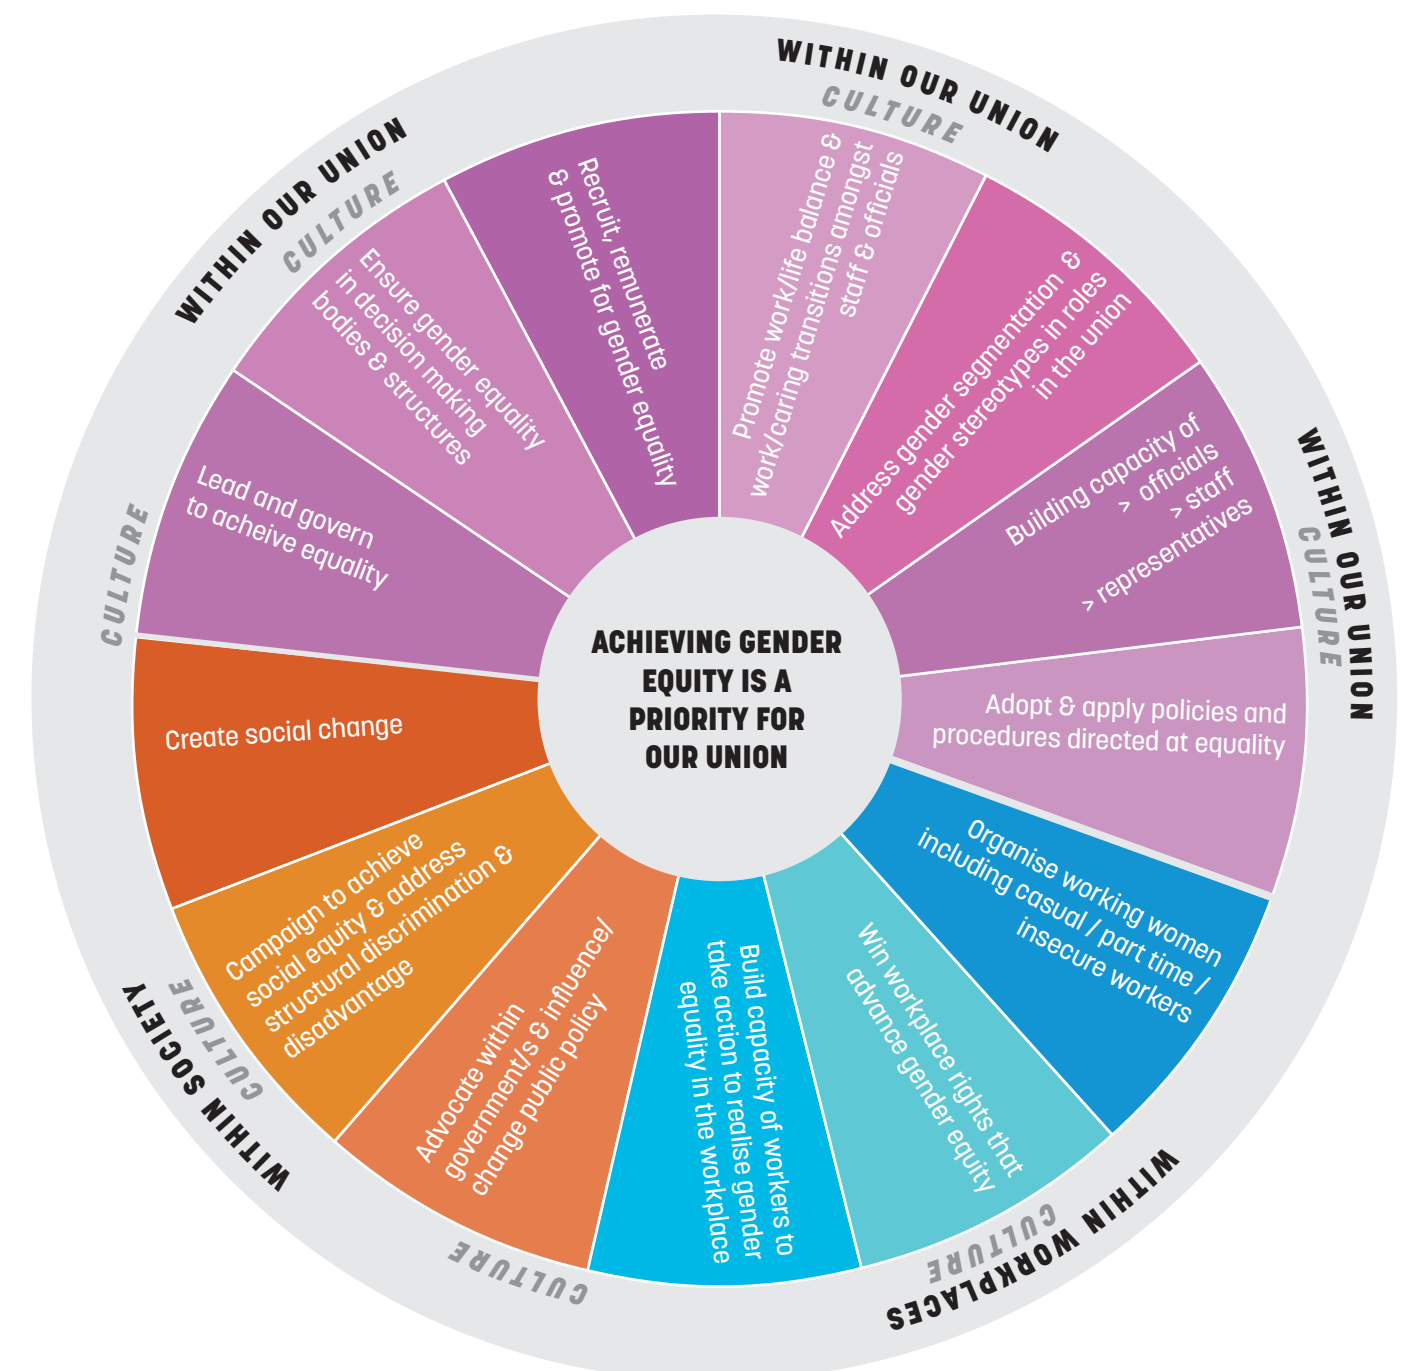 WITHIN OUR UNION
CULTURE
Promote work/life balance &
work/caring transitions amongst
staff & officials
Address gender segmentation &
gender stereotypes in roles
in the union
WITHIN OUR UNION
CULTURE
Building capacity of
> officials
> staff
> representatives
Adopt & apply policies and
procedures directed at equality
Organise working women
including casual / part time /
insecure workers
WITHIN WORKPLACES
CULTURE
Win workplace rights that
advance gender equity
Build capacity of workers to
take action to realise gender
equality in the workplace
CULTURE
Advocate within
government/s & influence/
change public policy
WITHIN SOCIETY
CULTURE
Campaign to achieve
social equity & address
structural discrimination &
disadvantage
Create social change
CULTURE
Lead and govern
to acheive equality
WITHIN OUR UNION
CULTURE
Ensure gender equality
in decision making
bodies & structures
Recruit, remunerate
& promote for gender equality
ACHIEVING GENDER
EQUITY IS A
PRIORITY FOR
OUR UNION